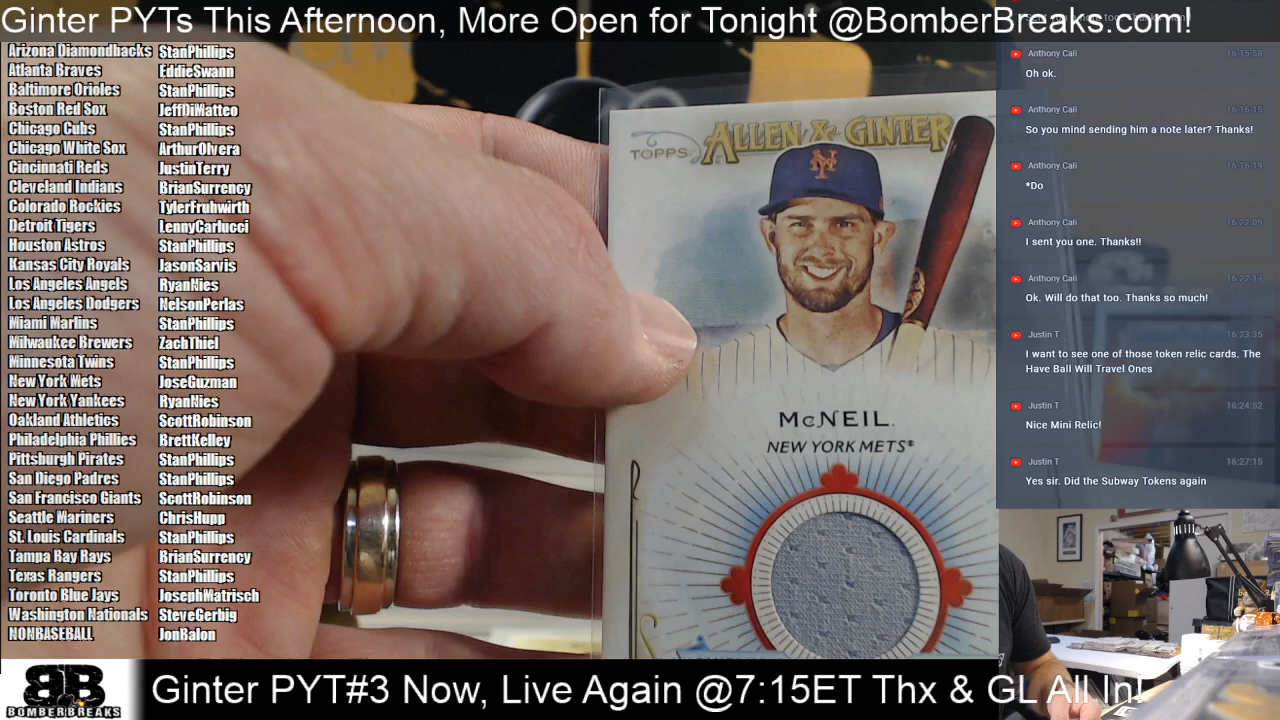 Ginter PYTs This Afternoon, More Open for Tonight @BomberBreaks.com!
Arizona Diamondbacks StanPhillips
Atlanta Braves EddieSwann
Baltimore Orioles StanPhillips
Boston Red Sox JeffDiMatteo
Chicago Cubs StanPhillips
Chicago White Sox ArthurOlvera
Cincinnati Reds JustinTerry
Cleveland Indians BrianSurrency
Colorado Rockies TylerFruhwirth
Detroit Tigers LennyCarlucci
Houston Astros StanPhillips
Kansas City Royals JasonSarvis
Los Angeles Angels RyanNies
Los Angeles Dodgers NelsonPerlas
Miami Marlins StanPhillips
Milwaukee Brewers ZachThiel
Minnesota Twins StanPhillips
New York Mets JoseGuzman
New York Yankees RyanNies
Oakland Athletics ScottRobinson
Philadelphia Phillies BrettKelley
Pittsburgh Pirates StanPhillips
San Diego Padres StanPhillips
San Francisco Giants ScottRobinson
Seattle Mariners ChrisHupp
St. Louis Cardinals StanPhillips
Tampa Bay Rays BrianSurrency
Texas Rangers StanPhillips
Toronto Blue Jays JosephMatrisch
Washington Nationals SteveGerbig
NONBASEBALL JonRalon
TOPPS ALLEN & GINTER
NY
McNEIL
NEW YORK METS®
Anthony Cali 16:15:58
Oh ok.
Anthony Cali 16:16:15
So you mind sending him a note later? Thanks!
Anthony Cali 16:16:19
*Do
Anthony Cali 16:22:09
I sent you one. Thanks!!
Anthony Cali 16:22:17
Ok. Will do that too. Thanks so much!
Justin T 16:23:35
I want to see one of those token relic cards. The
Have Ball Will Travel Ones
Justin T 16:24:52
Nice Mini Relic!
Justin T 16:27:15
Yes sir. Did the Subway Tokens again
BB
BOMBERBREAKS
Ginter PYT#3 Now, Live Again @7:15ET Thx & GL All In!